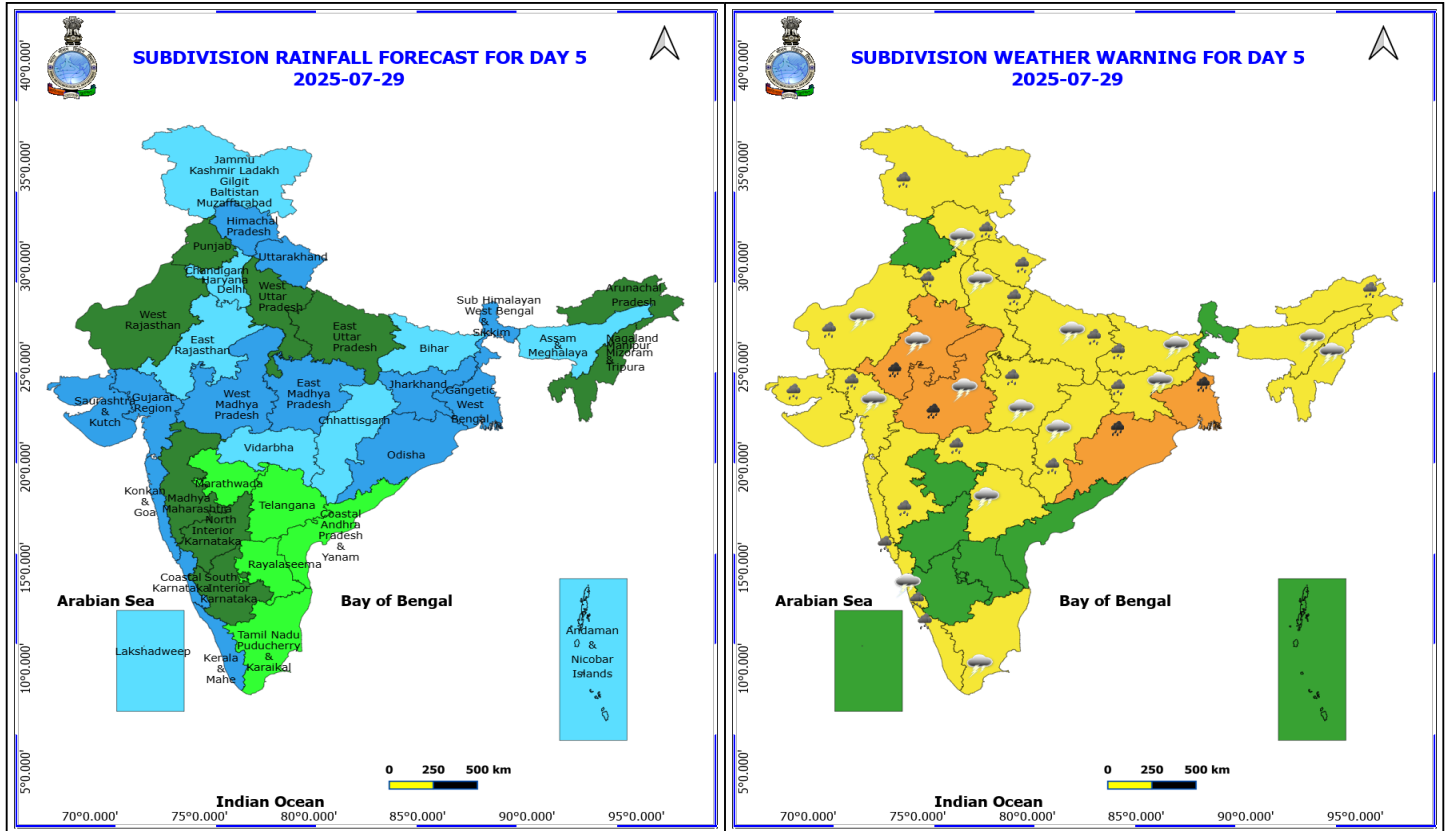 SUBDIVISION RAINFALL FORECAST FOR DAY 5
2025-07-29
40°0.000'
35°0.000'
30°0.000'
25°0.000'
20°0.000'
15°0.000'
10°0.000'
5°0.000'
Jammu
Kashmir Ladakh
Gilgit
Baltistan
Muzaffarabad
Himachal
Pradesh
Punjab
Uttarakhand
Chandigarh
Haryana
Delhi
West
Uttar
Pradesh
West
Rajasthan
East
Rajasthan
East
Uttar
Pradesh
Bihar
Sub Himalayan
West Bengal
&
Sikkim
Arunachal
Pradesh
Assam
&
Meghalaya
Nagaland
Manipur
Mizoram
&
Tripura
Saurashtra
&
Kutch
Gujarat
Region
West
Madhya
Pradesh
East
Madhya
Pradesh
Jharkhand
Gangetic
West
Bengal
Chhattisgarh
Vidarbha
Odisha
Konkan
&
Goa
Marathwada
Madhya
Maharashtra
Telangana
North
Interior
Karnataka
Coastal
Andhra
Pradesh
&
Yanam
Rayalaseema
Coastal
Karnataka
South
Interior
Karnataka
Tamil Nadu
Puducherry
&
Karaikal
Kerala
&
Mahe
Lakshadweep
Andaman
&
Nicobar
Islands
Arabian Sea
Bay of Bengal
0 250 500 km
Indian Ocean
70°0.000' 75°0.000' 80°0.000' 85°0.000' 90°0.000' 95°0.000'
SUBDIVISION WEATHER WARNING FOR DAY 5
2025-07-29
40°0.000'
35°0.000'
30°0.000'
25°0.000'
20°0.000'
15°0.000'
10°0.000'
5°0.000'
Arabian Sea
Bay of Bengal
0 250 500 km
Indian Ocean
70°0.000' 75°0.000' 80°0.000' 85°0.000' 90°0.000' 95°0.000'